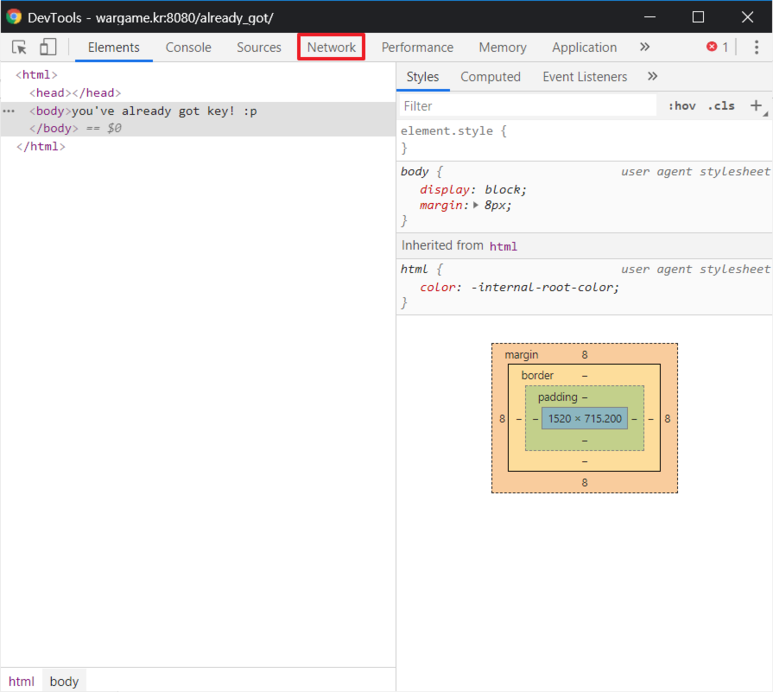 DevTools - wargame.kr:8080/already_got/
Elements Console Sources Network Performance Memory Application » 1
<html>
<head></head>
<body>you've already got key! :p
</body> == $0
</html>
Styles Computed Event Listeners »
Filter :hov .cls +
element.style {
}
body { user agent stylesheet
display: block;
margin: 8px;
}
Inherited from html
html { user agent stylesheet
color: -internal-root-color;
}
margin 8
border –
padding –
8 – – 1520 × 715.200 – – 8
–
–
8
html body